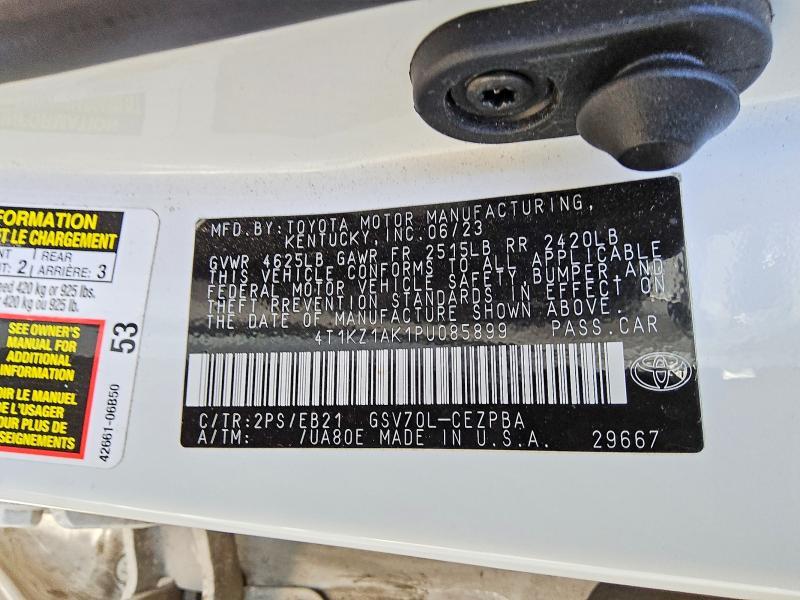 FORMATION
ET LE CHARGEMENT
2 REAR
ARRIÈRE: 3
420 kg or 925 lbs.
420 kg ou 925 lb.
SEE OWNER'S
MANUAL FOR
ADDITIONAL
INFORMATION
LE MANUEL
DE L'USAGER
POUR PLUS DE
53
42661-06B50
MFD.BY: TOYOTA MOTOR MANUFACTURING,
KENTUCKY, INC. 06/23
GVWR 4625LB GAWR FR 2515LB RR 2420LB
THIS VEHICLE CONFORMS TO ALL APPLICABLE
FEDERAL MOTOR VEHICLE SAFETY, BUMPER, AND
THEFT PREVENTION STANDARDS IN EFFECT ON
THE DATE OF MANUFACTURE SHOWN ABOVE.
4T1KZ1AK1PU085899 PASS.CAR
C/TR:2PS/EB21 GSV70L-CEZPBA
A/TM: /UA80E MADE IN U.S.A. 29667